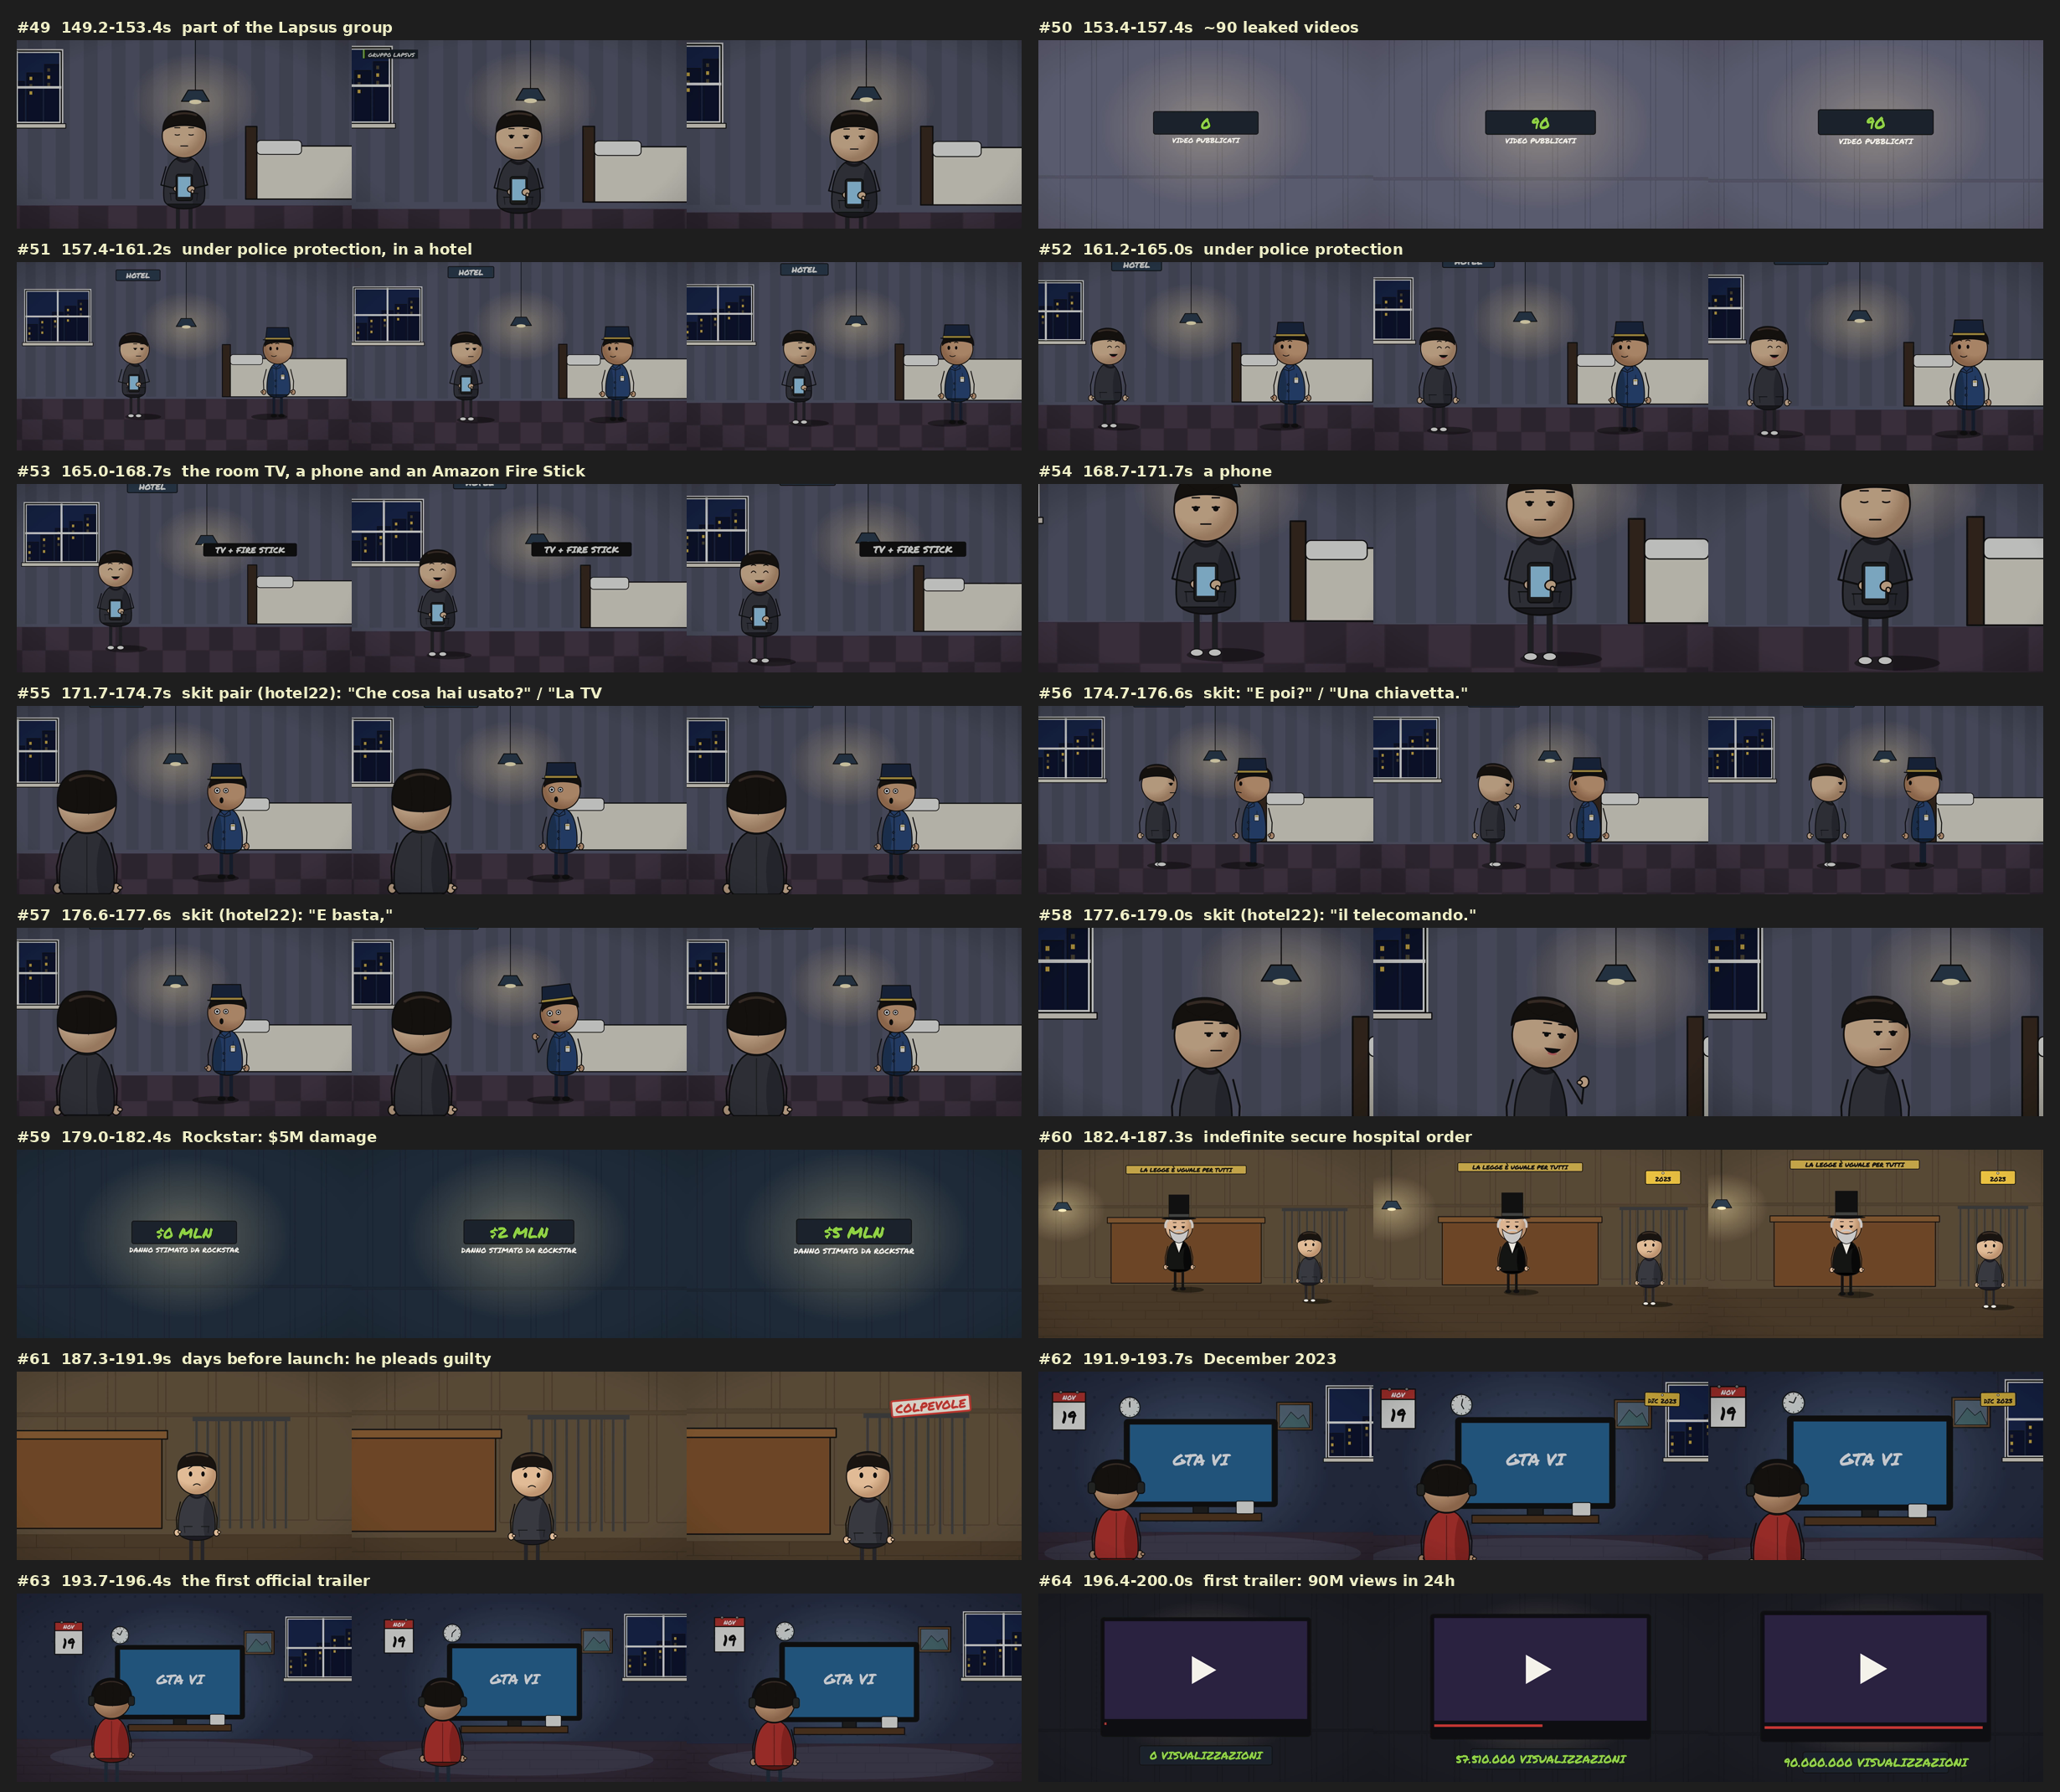 #49 149.2-153.4s part of the Lapsus group
GRUPPO LAPSUS
#50 153.4-157.4s ~90 leaked videos
0
VIDEO PUBBLICATI
90
VIDEO PUBBLICATI
90
VIDEO PUBBLICATI
#51 157.4-161.2s under police protection, in a hotel
HOTEL
HOTEL
HOTEL
#52 161.2-165.0s under police protection
HOTEL
HOTEL
#53 165.0-168.7s the room TV, a phone and an Amazon Fire Stick
HOTEL
HOTEL
TV + FIRE STICK
TV + FIRE STICK
TV + FIRE STICK
#54 168.7-171.7s a phone
#55 171.7-174.7s skit pair (hotel22): "Che cosa hai usato?" / "La TV
#56 174.7-176.6s skit: "E poi?" / "Una chiavetta."
#57 176.6-177.6s skit (hotel22): "E basta,"
#58 177.6-179.0s skit (hotel22): "il telecomando."
#59 179.0-182.4s Rockstar: $5M damage
$0 MLN
DANNO STIMATO DA ROCKSTAR
$2 MLN
DANNO STIMATO DA ROCKSTAR
$5 MLN
DANNO STIMATO DA ROCKSTAR
#60 182.4-187.3s indefinite secure hospital order
LA LEGGE È UGUALE PER TUTTI
LA LEGGE È UGUALE PER TUTTI
2023
LA LEGGE È UGUALE PER TUTTI
2023
#61 187.3-191.9s days before launch: he pleads guilty
COLPEVOLE
#62 191.9-193.7s December 2023
NOV
19
GTA VI
NOV
19
GTA VI
DIC 2023
NOV
19
GTA VI
DIC 2023
#63 193.7-196.4s the first official trailer
NOV
19
GTA VI
NOV
19
GTA VI
NOV
19
GTA VI
#64 196.4-200.0s first trailer: 90M views in 24h
0 VISUALIZZAZIONI
57.510.000 VISUALIZZAZIONI
90.000.000 VISUALIZZAZIONI